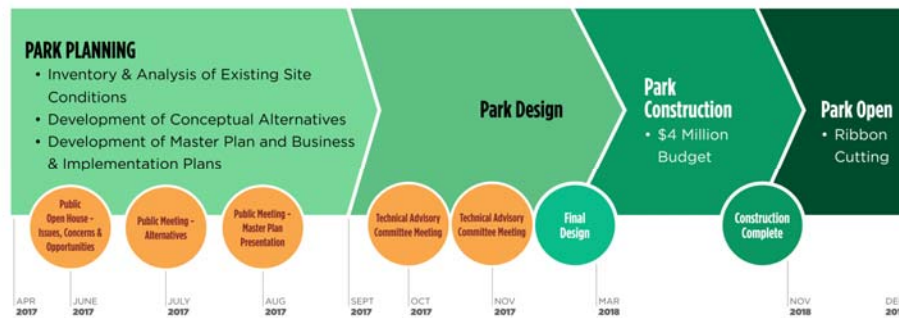 PARK PLANNING
• Inventory & Analysis of Existing Site
Conditions
• Development of Conceptual Alternatives
• Development of Master Plan and Business
& Implementation Plans
Park Design
Park
Construction
• $4 Million
Budget
Park Open
• Ribbon
Cutting
Public
Open House -
Issues, Concerns &
Opportunities
Public Meeting -
Alternatives
Public Meeting -
Master Plan
Presentation
Technical Advisory
Committee Meeting
Technical Advisory
Committee Meeting
Final
Design
Construction
Complete
APR
2017
JUNE
2017
JULY
2017
AUG
2017
SEPT
2017
OCT
2017
NOV
2017
MAR
2018
NOV
2018